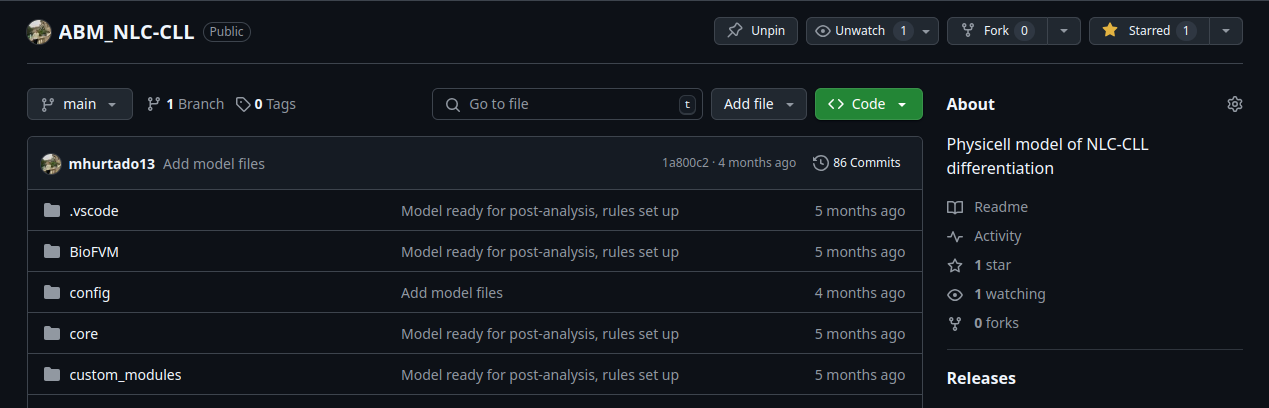 ABM_NLC-CLL Public Unpin Unwatch 1 Fork 0 Starred 1
main 1 Branch 0 Tags Go to file t Add file Code
mhurtado13 Add model files 1a800c2 · 4 months ago 86 Commits
.vscode Model ready for post-analysis, rules set up 5 months ago
BioFVM Model ready for post-analysis, rules set up 5 months ago
config Add model files 4 months ago
core Model ready for post-analysis, rules set up 5 months ago
custom_modules Model ready for post-analysis, rules set up 5 months ago
About
Physicell model of NLC-CLL
differentiation
Readme
Activity
1 star
1 watching
0 forks
Releases